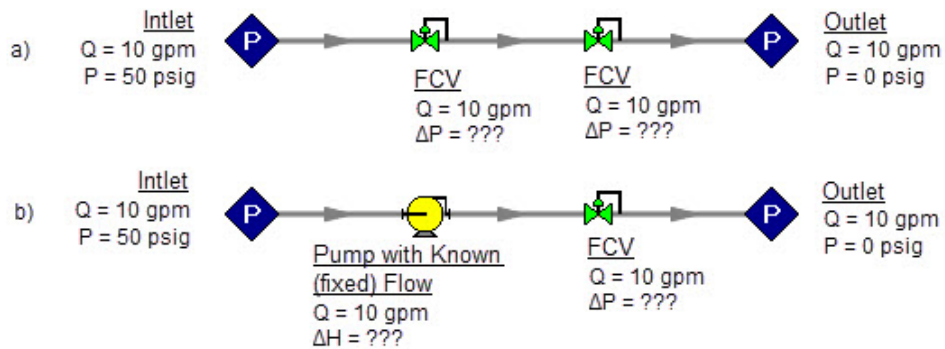 a)
Intlet
Q = 10 gpm
P = 50 psig
P
FCV
Q = 10 gpm
ΔP = ???
FCV
Q = 10 gpm
ΔP = ???
P
Outlet
Q = 10 gpm
P = 0 psig
b)
Intlet
Q = 10 gpm
P = 50 psig
P
Pump with Known
(fixed) Flow
Q = 10 gpm
ΔH = ???
FCV
Q = 10 gpm
ΔP = ???
P
Outlet
Q = 10 gpm
P = 0 psig